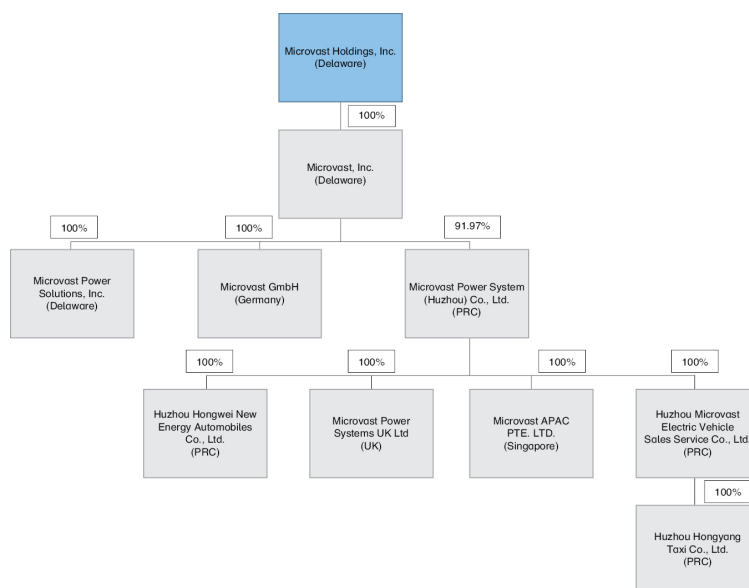 Microvast Holdings, Inc.
(Delaware)
100%
Microvast, Inc.
(Delaware)
100%
100%
91.97%
Microvast Power
Solutions, Inc.
(Delaware)
Microvast GmbH
(Germany)
Microvast Power System
(Huzhou) Co., Ltd.
(PRC)
100%
100%
100%
100%
Huzhou Hongwei New
Energy Automobiles
Co., Ltd.
(PRC)
Microvast Power
Systems UK Ltd
(UK)
Microvast APAC
PTE. LTD.
(Singapore)
Huzhou Microvast
Electric Vehicle
Sales Service Co., Ltd.
(PRC)
100%
Huzhou Hongyang
Taxi Co., Ltd.
(PRC)